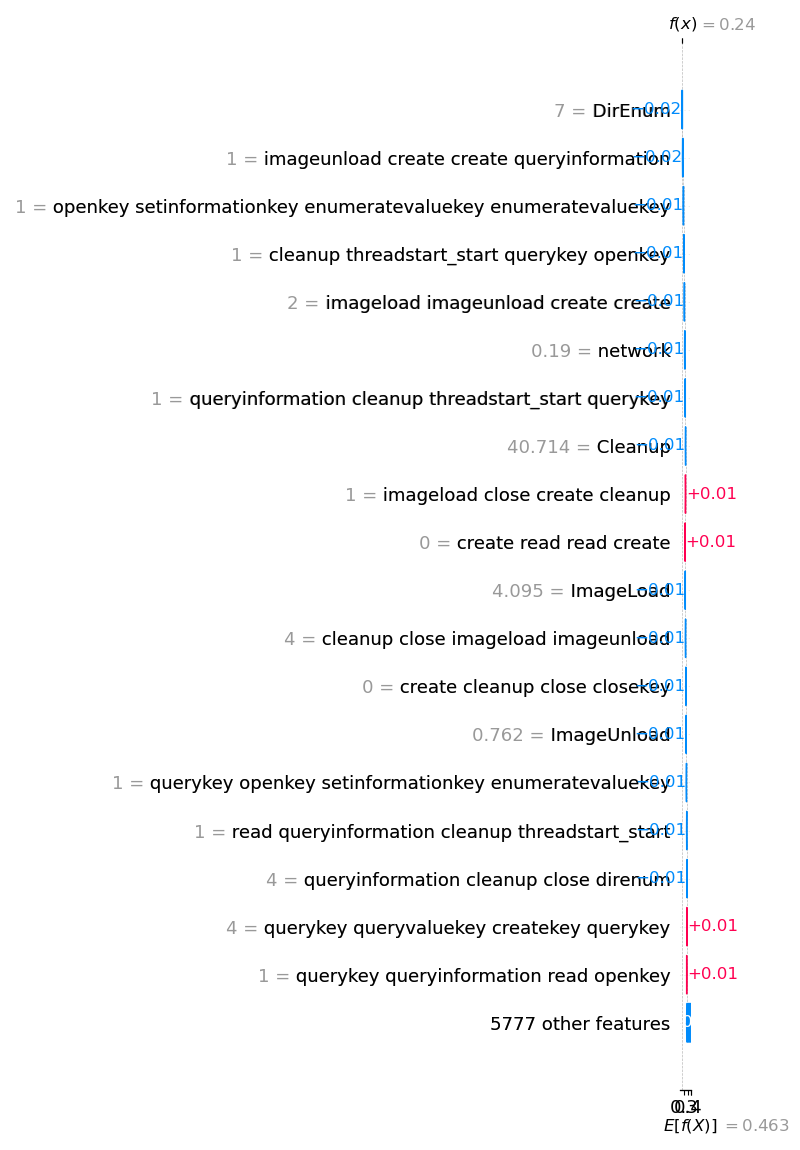 f(x) = 0.24
7 = DirEnum −0.02
1 = imageunload create create queryinformation −0.02
1 = openkey setinformationkey enumeratevaluekey enumeratevaluekey −0.01
1 = cleanup threadstart_start querykey openkey −0.01
2 = imageload imageunload create create −0.01
0.19 = network −0.01
1 = queryinformation cleanup threadstart_start querykey −0.01
40.714 = Cleanup −0.01
1 = imageload close create cleanup +0.01
0 = create read read create +0.01
4.095 = ImageLoad −0.01
4 = cleanup close imageload imageunload −0.01
0 = create cleanup close closekey −0.01
0.762 = ImageUnload −0.01
1 = querykey openkey setinformationkey enumeratevaluekey −0.01
1 = read queryinformation cleanup threadstart_start −0.01
4 = queryinformation cleanup close direnum −0.01
4 = querykey queryvaluekey createkey querykey +0.01
1 = querykey queryinformation read openkey +0.01
5777 other features
0.3 0.4
E[f(X)] = 0.463